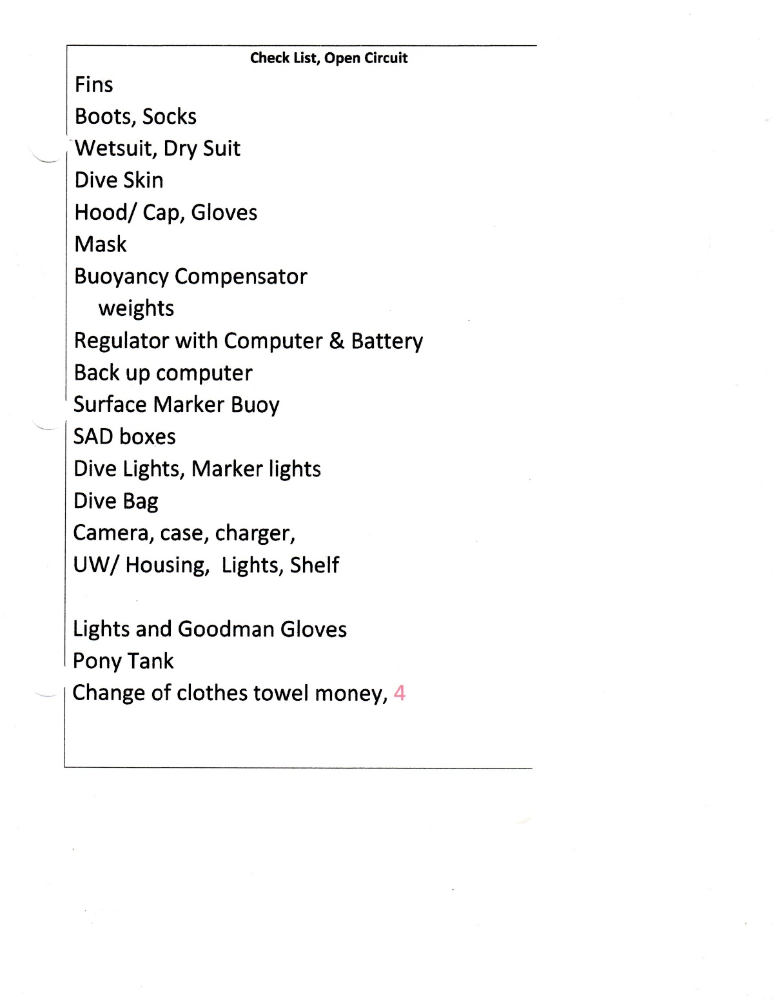 Check List, Open Circuit
Fins
Boots, Socks
Wetsuit, Dry Suit
Dive Skin
Hood/ Cap, Gloves
Mask
Buoyancy Compensator
weights
Regulator with Computer & Battery
Back up computer
Surface Marker Buoy
SAD boxes
Dive Lights, Marker lights
Dive Bag
Camera, case, charger,
UW/ Housing,  Lights, Shelf
Lights and Goodman Gloves
Pony Tank
Change of clothes towel money, 4